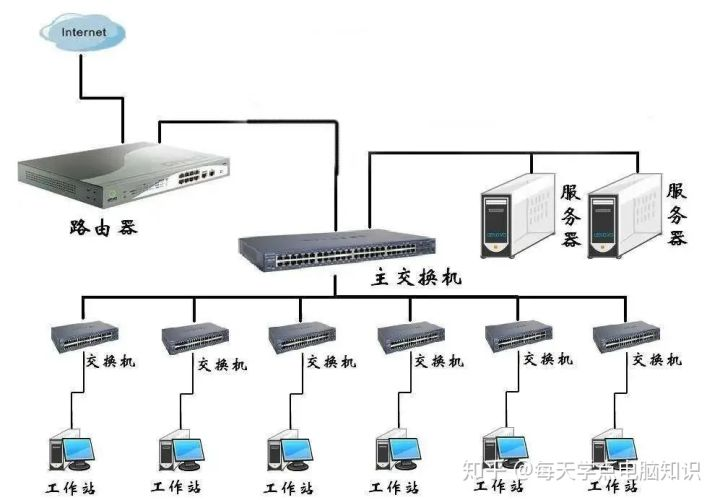 Internet
路由器
服务器
服务器
主交换机
交换机
交换机
交换机
交换机
交换机
交换机
工作站
工作站
工作站
工作站
工作站
工作站
知乎 @每天学点电脑知识